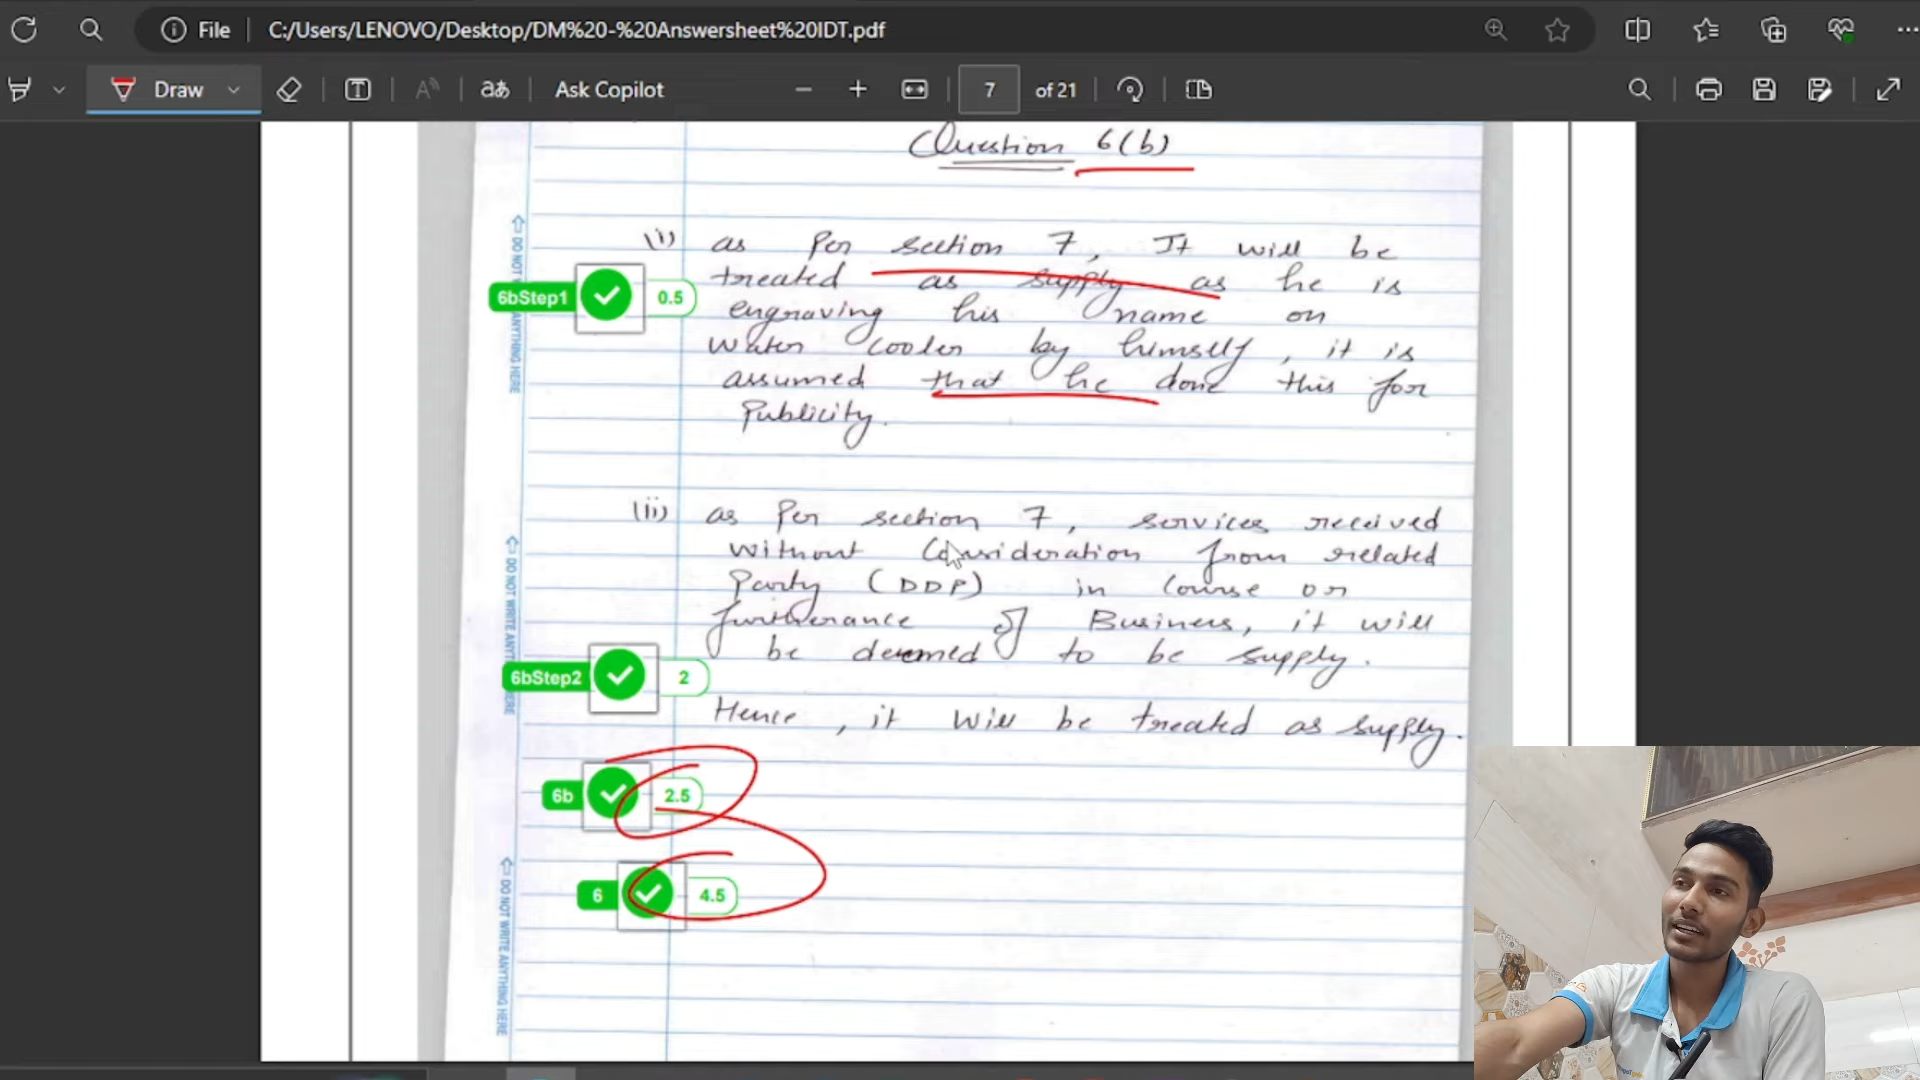 File
C:/Users/LENOVO/Desktop/DM%20-%20Answersheet%20IDT.pdf
Draw
Ask Copilot
7 of 21
Question 6(b)
(i) as Per section 7, It will be
treated as supply as he is
engraving his name on
water cooler by himself, it is
assumed that he done this for
Publicity.
6bStep1 0.5
(ii) as Per section 7, services received
without Consideration from related
Party (DDP) in Course or
furtherance of Business, it will
be deemed to be supply.
6bStep2 2
Hence, it will be treated as supply.
6b 2.5
6 4.5
DO NOT WRITE ANYTHING HERE